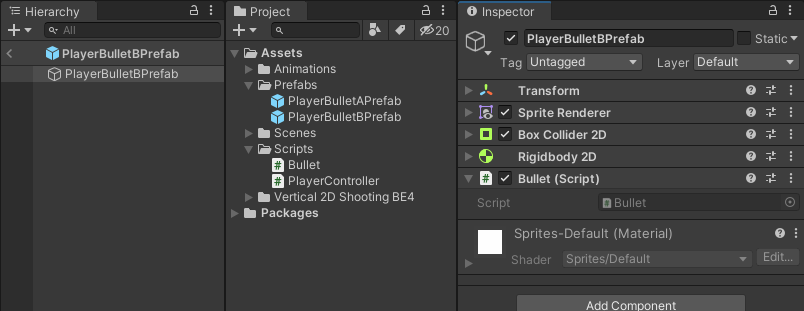 Hierarchy
All
PlayerBulletBPrefab
PlayerBulletBPrefab
Project
20
Assets
Animations
Prefabs
PlayerBulletAPrefab
PlayerBulletBPrefab
Scenes
Scripts
Bullet
PlayerController
Vertical 2D Shooting BE4
Packages
Inspector
PlayerBulletBPrefab Static
Tag Untagged Layer Default
Transform
Sprite Renderer
Box Collider 2D
Rigidbody 2D
# Bullet (Script)
Script Bullet
Sprites-Default (Material)
Shader Sprites/Default Edit...
Add Component